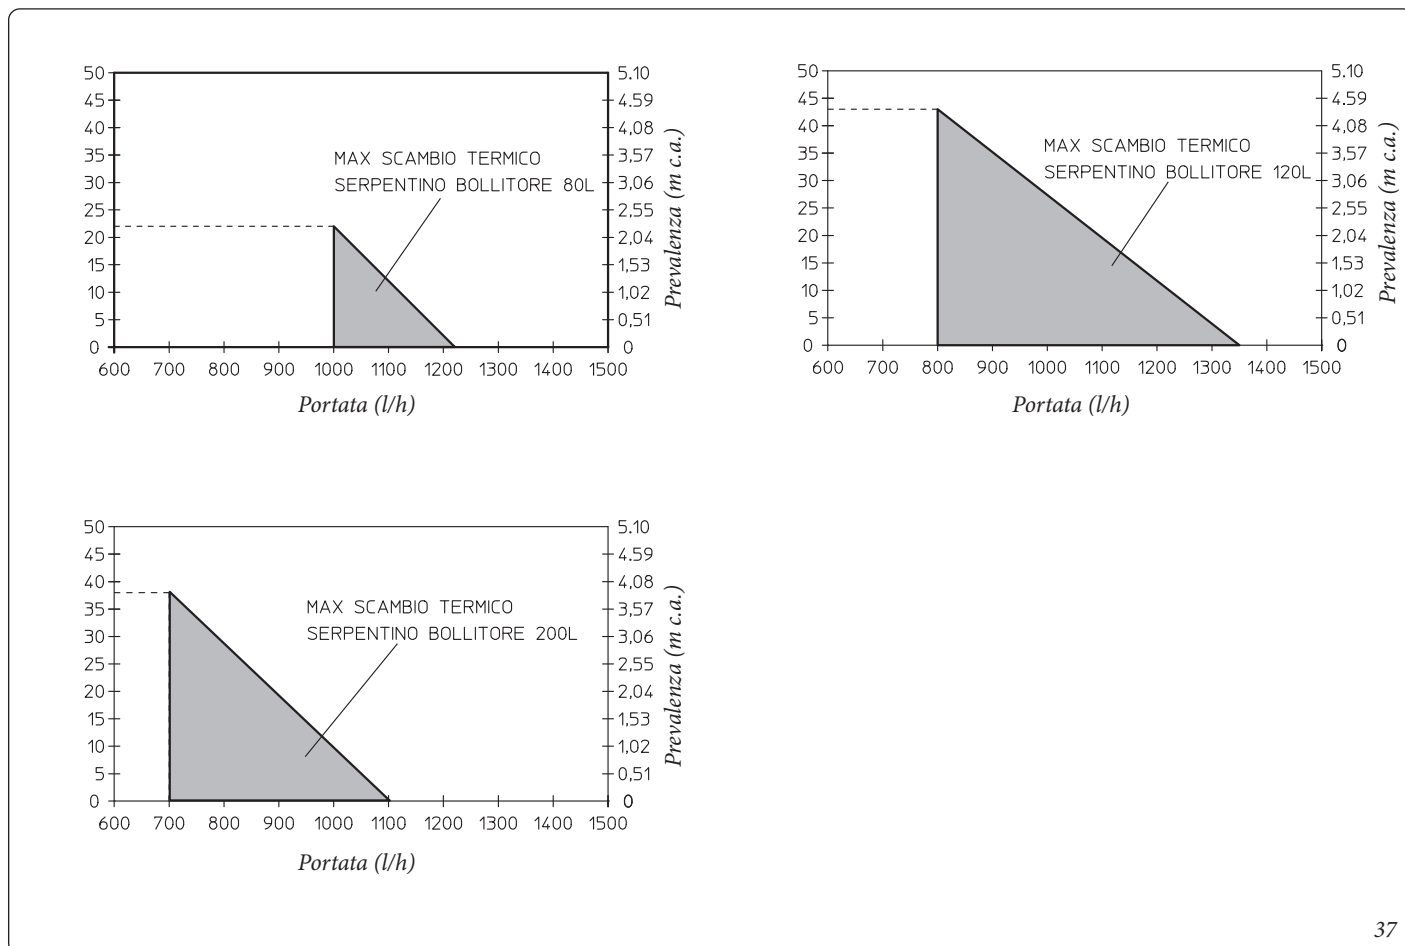 50 5.10
45 4.59
40 4,08
35 3,57
30 3,06
25 2,55
20 2,04
15 1,53
10 1,02
5 0,51
0 0
MAX SCAMBIO TERMICO
SERPENTINO BOLLITORE 80L
Prevalenza (m c.a.)
600 700 800 900 1000 1100 1200 1300 1400 1500
Portata (l/h)
50 5.10
45 4.59
40 4,08
35 3,57
30 3,06
25 2,55
20 2,04
15 1,53
10 1,02
5 0,51
0 0
MAX SCAMBIO TERMICO
SERPENTINO BOLLITORE 120L
Prevalenza (m c.a.)
600 700 800 900 1000 1100 1200 1300 1400 1500
Portata (l/h)
50 5.10
45 4.59
40 4,08
35 3,57
30 3,06
25 2,55
20 2,04
15 1,53
10 1,02
5 0,51
0 0
MAX SCAMBIO TERMICO
SERPENTINO BOLLITORE 200L
Prevalenza (m c.a.)
600 700 800 900 1000 1100 1200 1300 1400 1500
Portata (l/h)
37